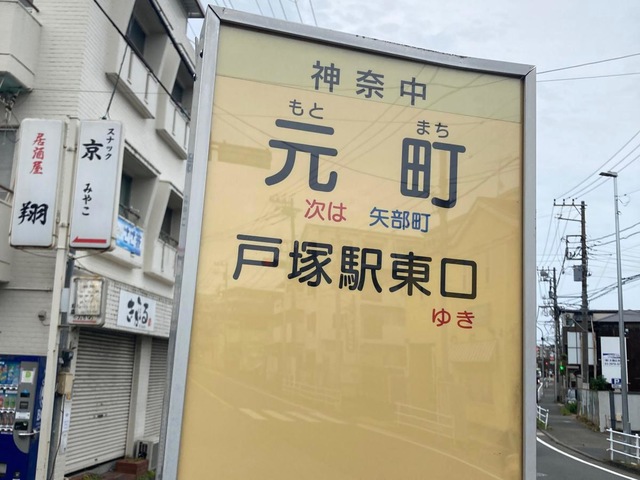 神奈中
もと まち
元町
次は 矢部町
戸塚駅東口
ゆき
居酒屋
翔
スナック
京
みやこ